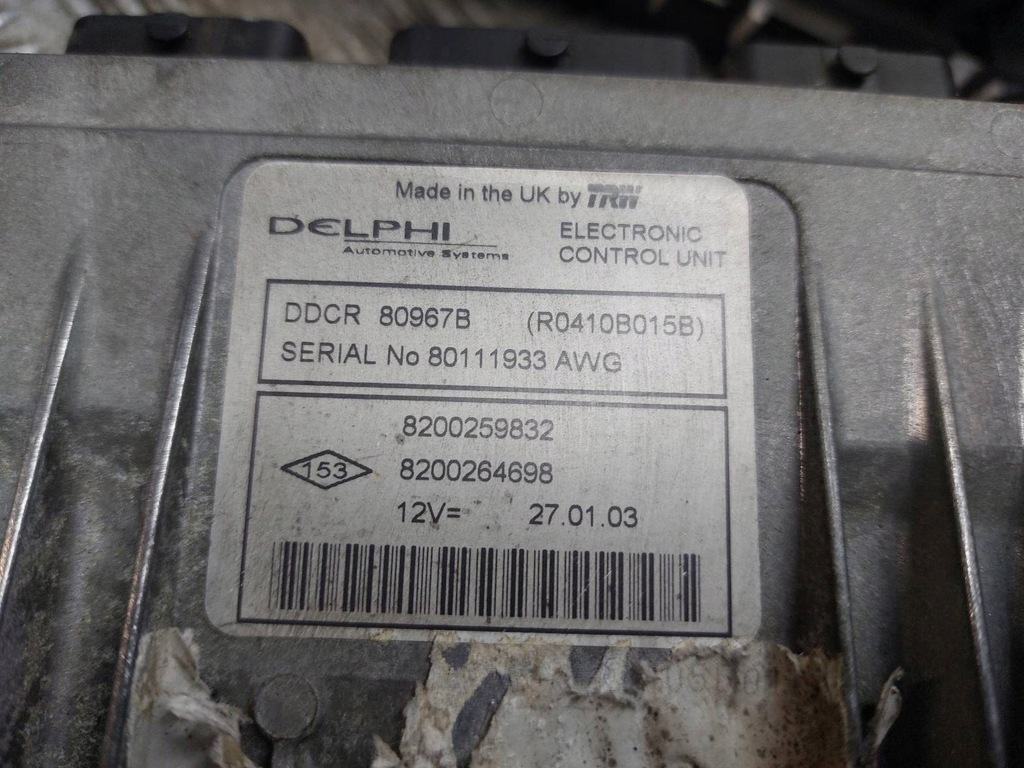 Made in the UK by TRW
DELPHI
Automotive Systems
ELECTRONIC
CONTROL UNIT
DDCR 80967B (R0410B015B)
SERIAL No 80111933 AWG
8200259832
153
8200264698
12V= 27.01.03